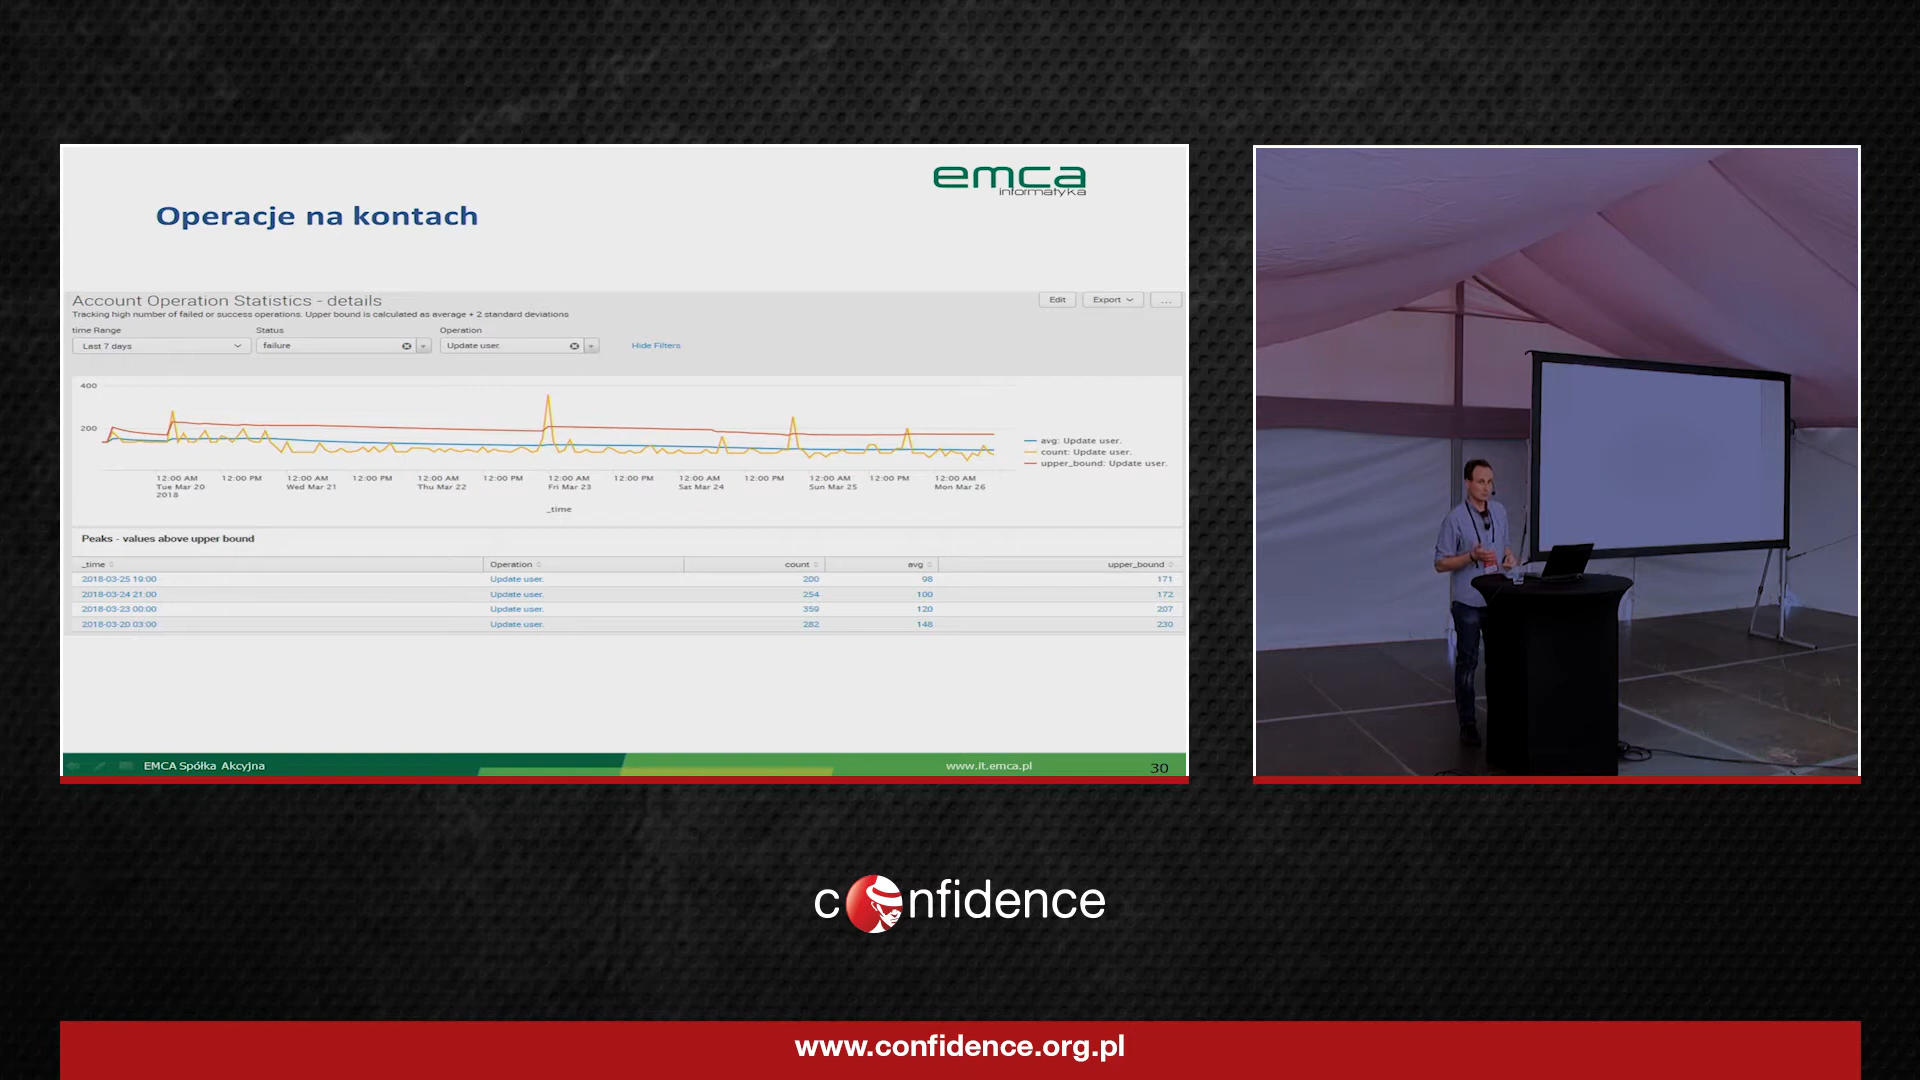 emca
informatyka
Operacje na kontach
Account Operation Statistics - details
Edit
Export
...
Tracking high number of failed or success operations. Upper bound is calculated as average + 2 standard deviations
time Range
Status
Operation
Last 7 days
failure
Update user.
Hide Filters
400
200
avg: Update user.
count: Update user.
upper_bound: Update user.
12:00 AM 12:00 PM 12:00 AM 12:00 PM 12:00 AM 12:00 PM 12:00 AM 12:00 PM 12:00 AM 12:00 PM 12:00 AM 12:00 PM 12:00 AM
Tue Mar 20 Wed Mar 21 Thu Mar 22 Fri Mar 23 Sat Mar 24 Sun Mar 25 Mon Mar 26
2018
_time
Peaks - values above upper bound
_time Operation count avg upper_bound
2018-03-25 19:00 Update user. 200 98 171
2018-03-24 21:00 Update user. 254 100 172
2018-03-23 00:00 Update user. 359 120 207
2018-03-20 03:00 Update user. 282 148 230
EMCA Spółka Akcyjna
www.it.emca.pl
30
confidence
www.confidence.org.pl